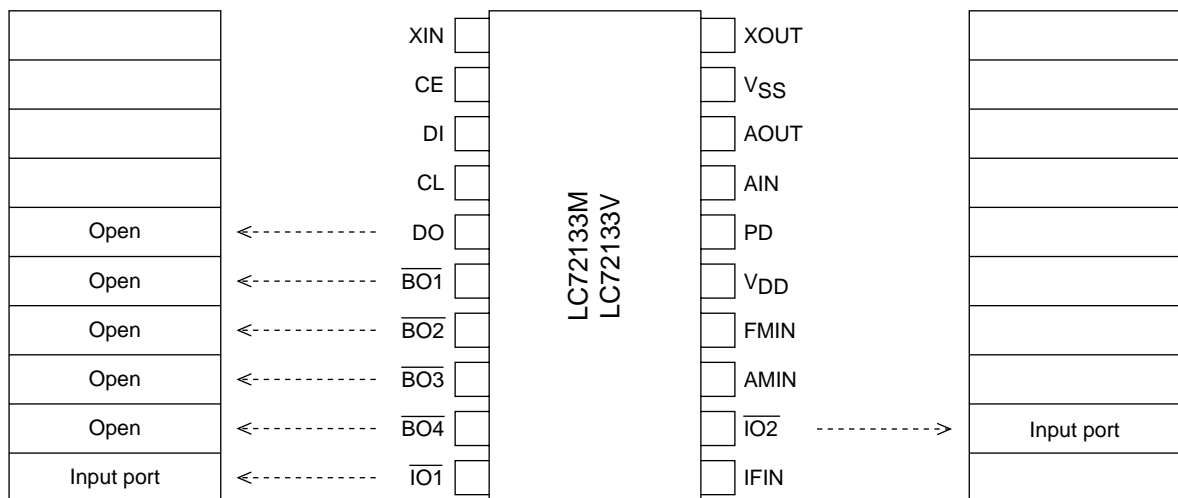 XIN XOUT
CE VSS
DI AOUT
CL AIN
Open DO PD
Open BO1 VDD
Open BO2 FMIN
Open BO3 AMIN
Open BO4 IO2 Input port
Input port IO1 IFIN
LC72133M
LC72133V